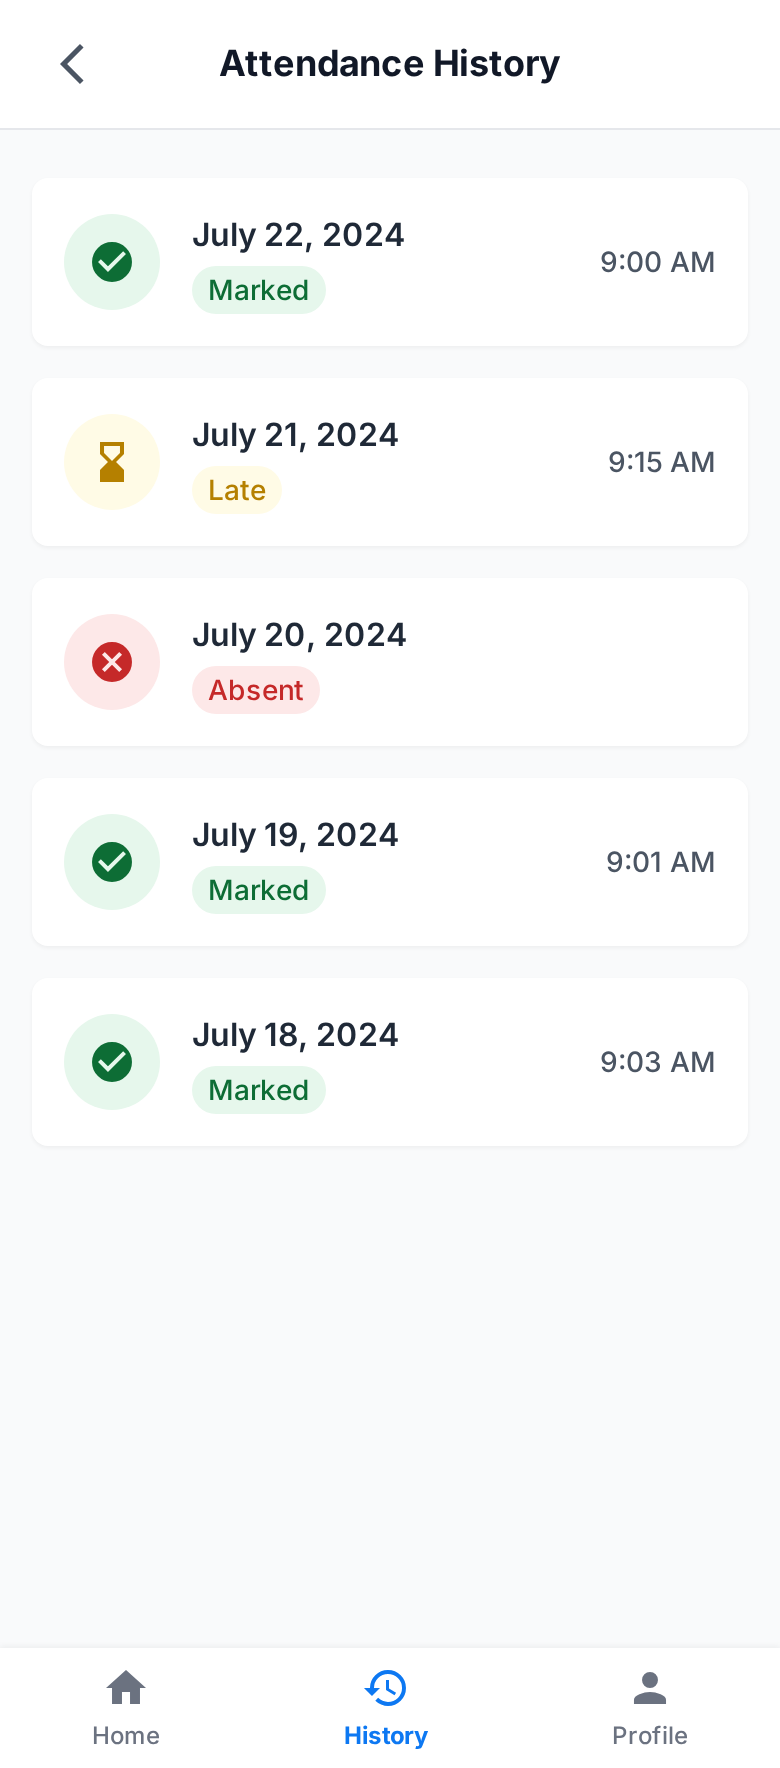 Attendance History
July 22, 2024
Marked
9:00 AM
July 21, 2024
Late
9:15 AM
July 20, 2024
Absent
July 19, 2024
Marked
9:01 AM
July 18, 2024
Marked
9:03 AM
Home
History
Profile